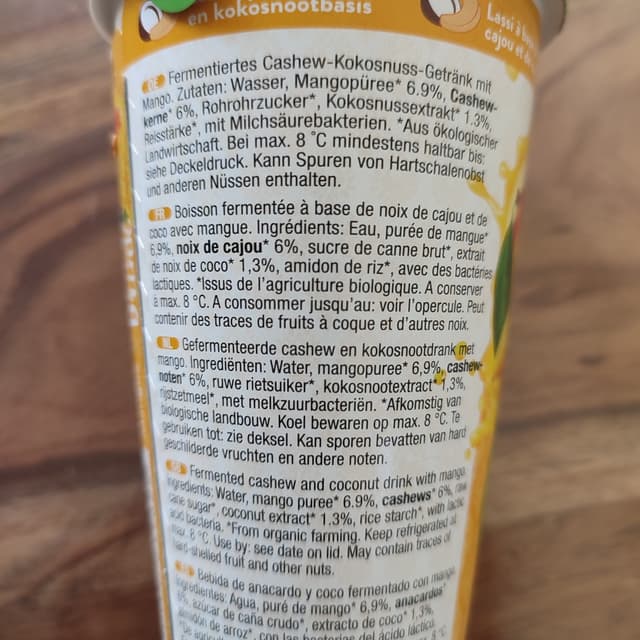 en kokosnootbasis
Lassi à
cajou et
DE Fermentiertes Cashew-Kokosnuss-Getränk mit
Mango. Zutaten: Wasser, Mangopüree* 6.9%, Cashew-
kerne* 6%, Rohrohrzucker*, Kokosnussextrakt* 1.3%,
Reisstärke*, mit Milchsäurebakterien. *Aus ökologischer
Landwirtschaft. Bei max. 8 °C mindestens haltbar bis:
siehe Deckeldruck. Kann Spuren von Hartschalenobst
und anderen Nüssen enthalten.
FR Boisson fermentée à base de noix de cajou et de
coco avec mangue. Ingrédients: Eau, purée de mangue*
6,9%, noix de cajou* 6%, sucre de canne brut*, extrait
de noix de coco* 1,3%, amidon de riz*, avec des bactéries
lactiques. *Issus de l'agriculture biologique. A conserver
à max. 8 °C. A consommer jusqu'au: voir l'opercule. Peut
contenir des traces de fruits à coque et d'autres noix.
NL Gefermenteerde cashew en kokosnootdrank met
mango. Ingrediënten: Water, mangopuree* 6,9%, cashew-
noten* 6%, ruwe rietsuiker*, kokosnootextract* 1,3%,
rijstzetmeel*, met melkzuurbacteriën. *Afkomstig van
biologische landbouw. Koel bewaren op max. 8 °C. Te
gebruiken tot: zie deksel. Kan sporen bevatten van hard
geschilderde vruchten en andere noten.
GB Fermented cashew and coconut drink with mango.
Ingredients: Water, mango puree* 6.9%, cashews* 6%, raw
cane sugar*, coconut extract* 1.3%, rice starch*, with lactic
acid bacteria. *From organic farming. Keep refrigerated at
max. 8 °C. Use by: see date on lid. May contain traces of
hard-shelled fruit and other nuts.
Bebida de anacardo y coco fermentado con mango.
Ingredientes: Agua, puré de mango* 6,9%, anacardos*
6%, azúcar de caña crudo*, extracto de coco* 1,3%,
almidón de arroz*, con las bacterias del ácido láctico.